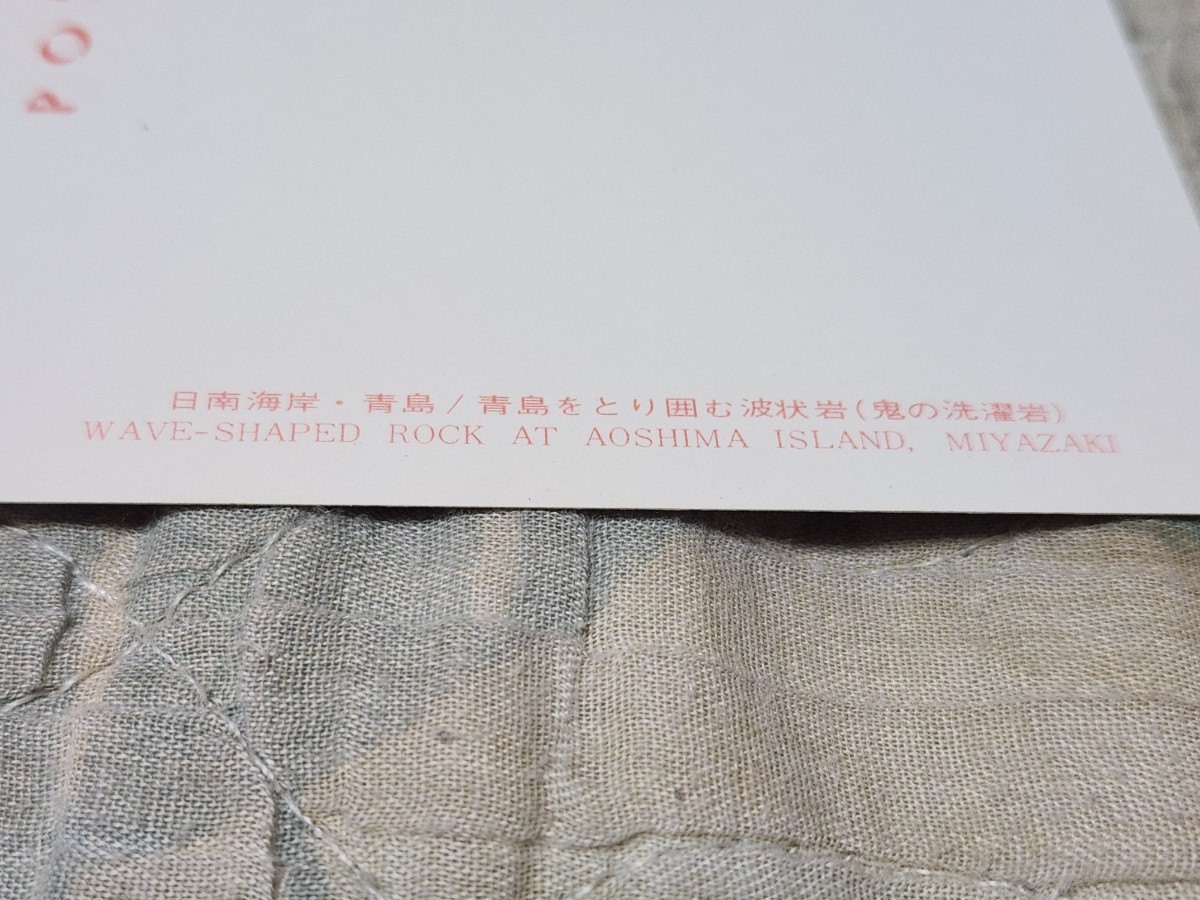 PO
日南海岸・青島/青島をとり囲む波状岩(鬼の洗濯岩)
WAVE-SHAPED ROCK AT AOSHIMA ISLAND, MIYAZAKI